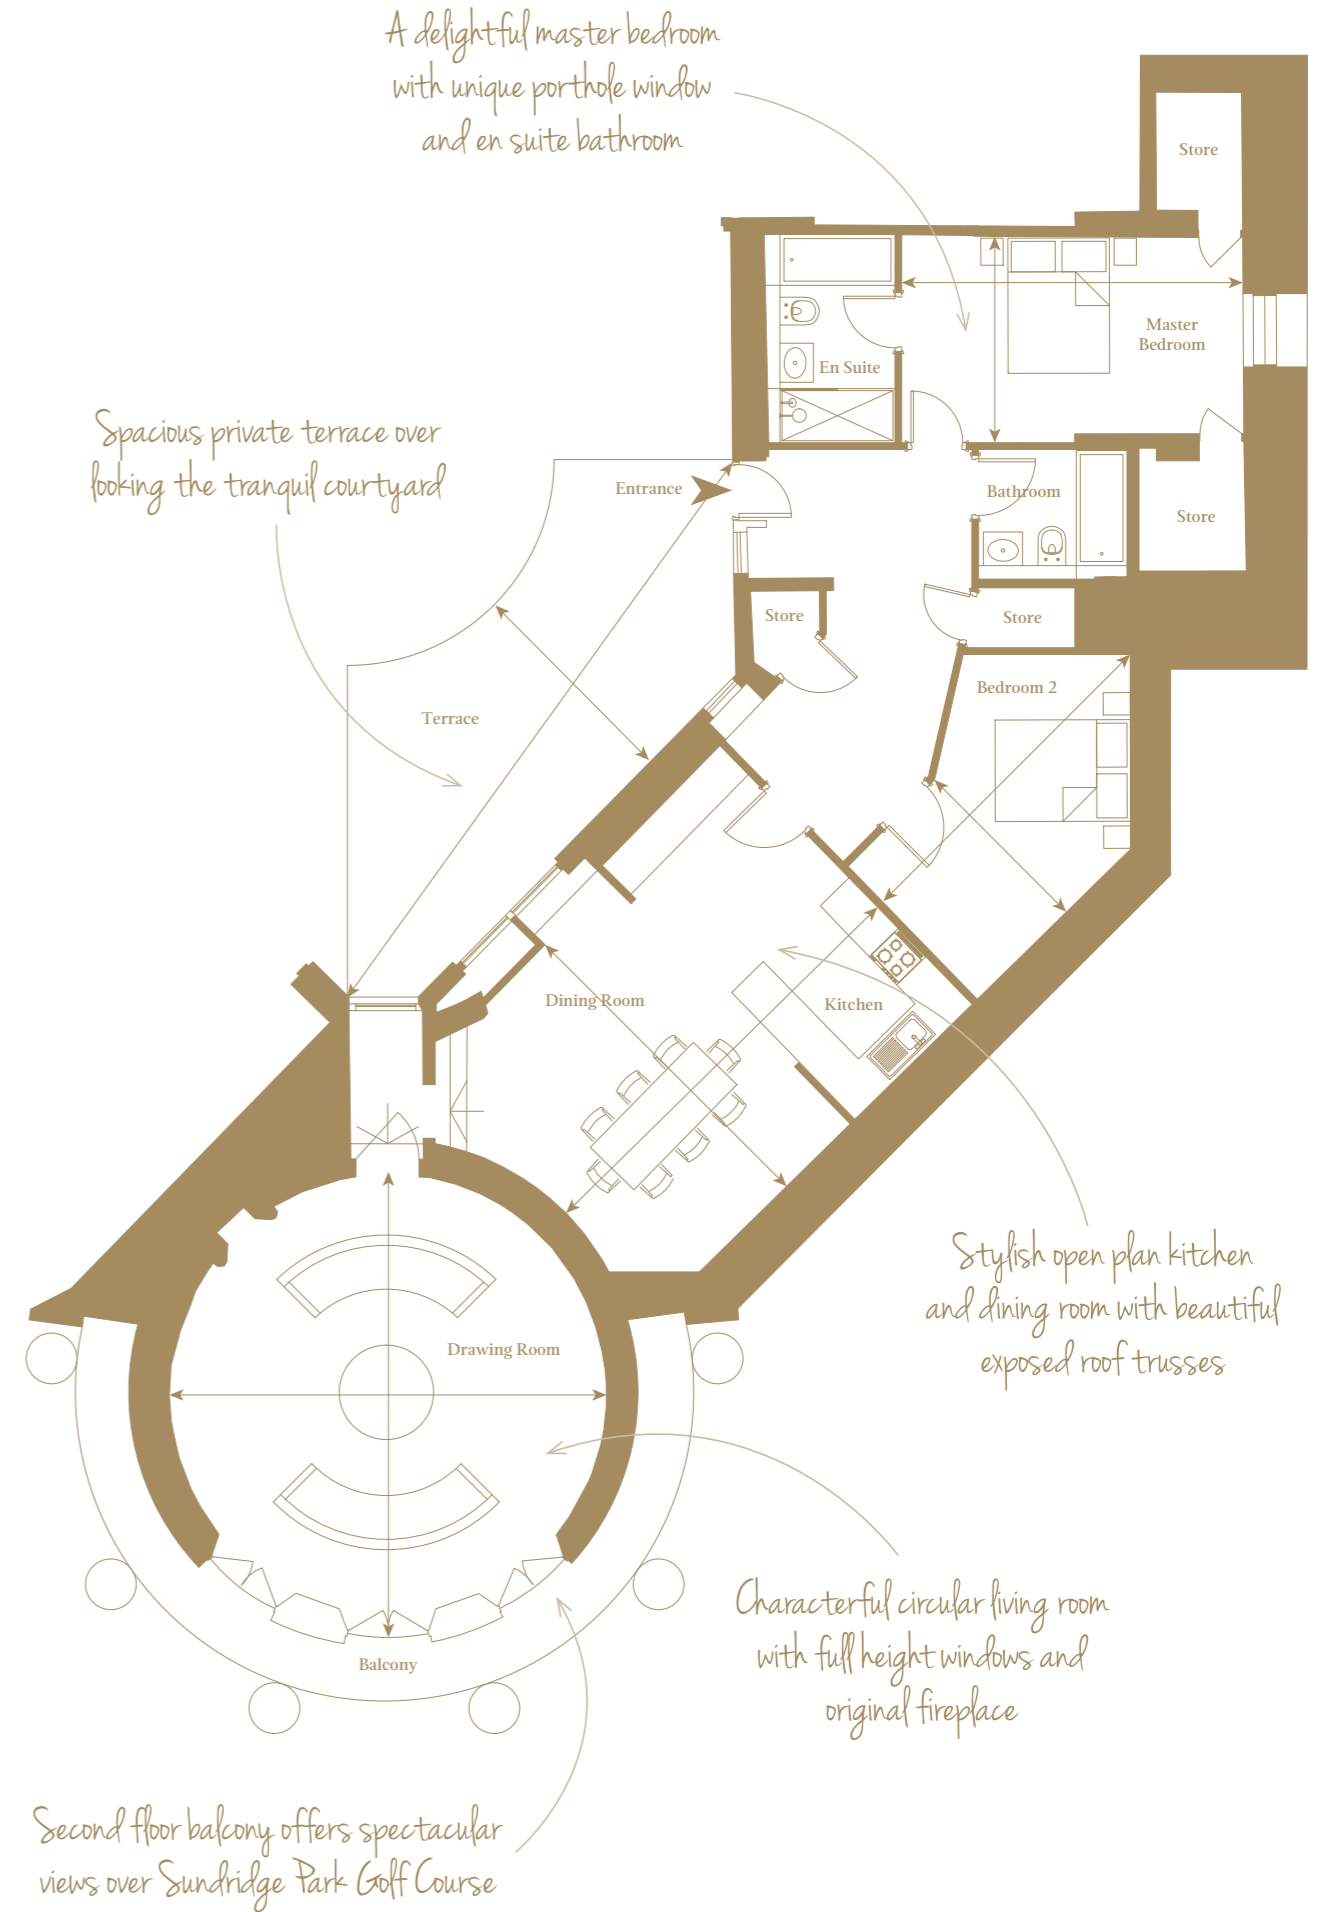 A delightful master bedroom
with unique porthole window
and en suite bathroom
Store
Master
Bedroom
En Suite
Spacious private terrace over
looking the tranquil courtyard
Entrance
Bathroom
Store
Store
Store
Bedroom 2
Terrace
Dining Room
Kitchen
Stylish open plan kitchen
and dining room with beautiful
exposed roof trusses
Drawing Room
Characterful circular living room
with full height windows and
original fireplace
Balcony
Second floor balcony offers spectacular
views over Sundridge Park Golf Course